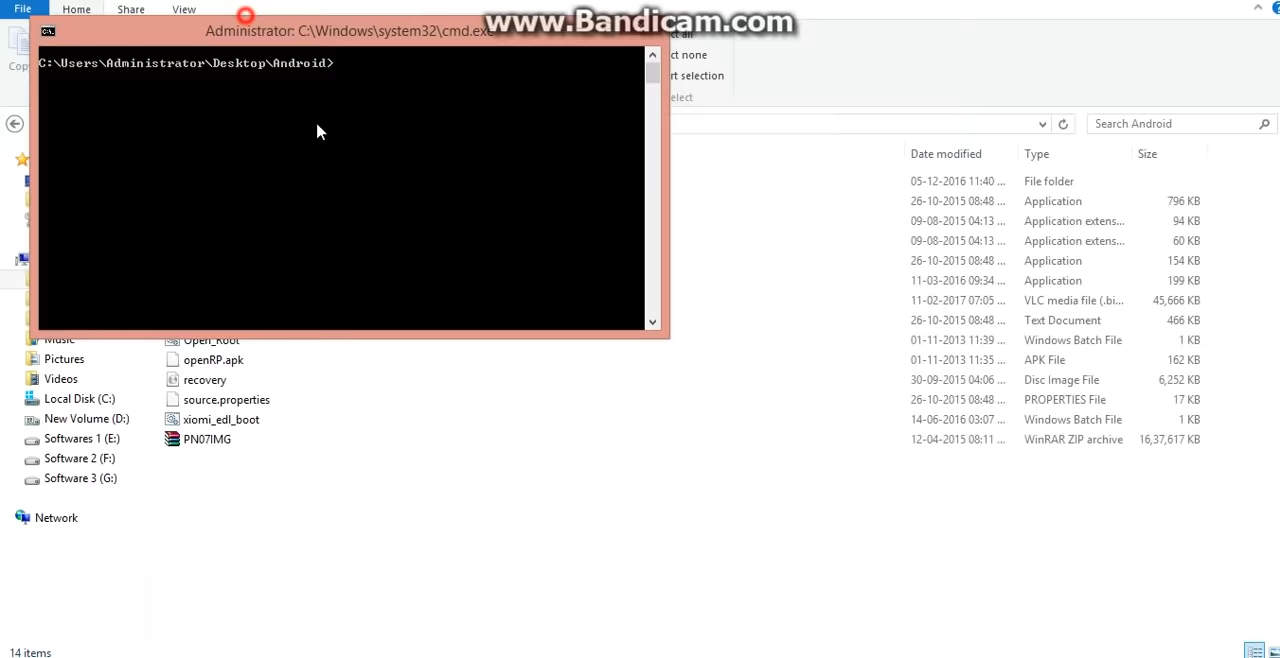 File Home Share View
www.Bandicam.com
Administrator: C:\Windows\system32\cmd.exe
C:\Users\Administrator\Desktop\Android>
Cop
ct all
ct none
rt selection
elect
Search Android
Date modified Type Size
05-12-2016 11:40 ... File folder
26-10-2015 08:48 ... Application 796 KB
09-08-2015 04:13 ... Application extens... 94 KB
09-08-2015 04:13 ... Application extens... 60 KB
26-10-2015 08:48 ... Application 154 KB
11-03-2016 09:34 ... Application 199 KB
11-02-2017 07:05 ... VLC media file (.bi... 45,666 KB
26-10-2015 08:48 ... Text Document 466 KB
Music Open_Root 01-11-2013 11:39 ... Windows Batch File 1 KB
Pictures openRP.apk 01-11-2013 11:35 ... APK File 162 KB
Videos recovery 30-09-2015 04:06 ... Disc Image File 6,252 KB
Local Disk (C:) source.properties 26-10-2015 08:48 ... PROPERTIES File 17 KB
New Volume (D:) xiomi_edl_boot 14-06-2016 03:07 ... Windows Batch File 1 KB
Softwares 1 (E:) PN07IMG 12-04-2015 08:11 ... WinRAR ZIP archive 16,37,617 KB
Software 2 (F:)
Software 3 (G:)
Network
14 items